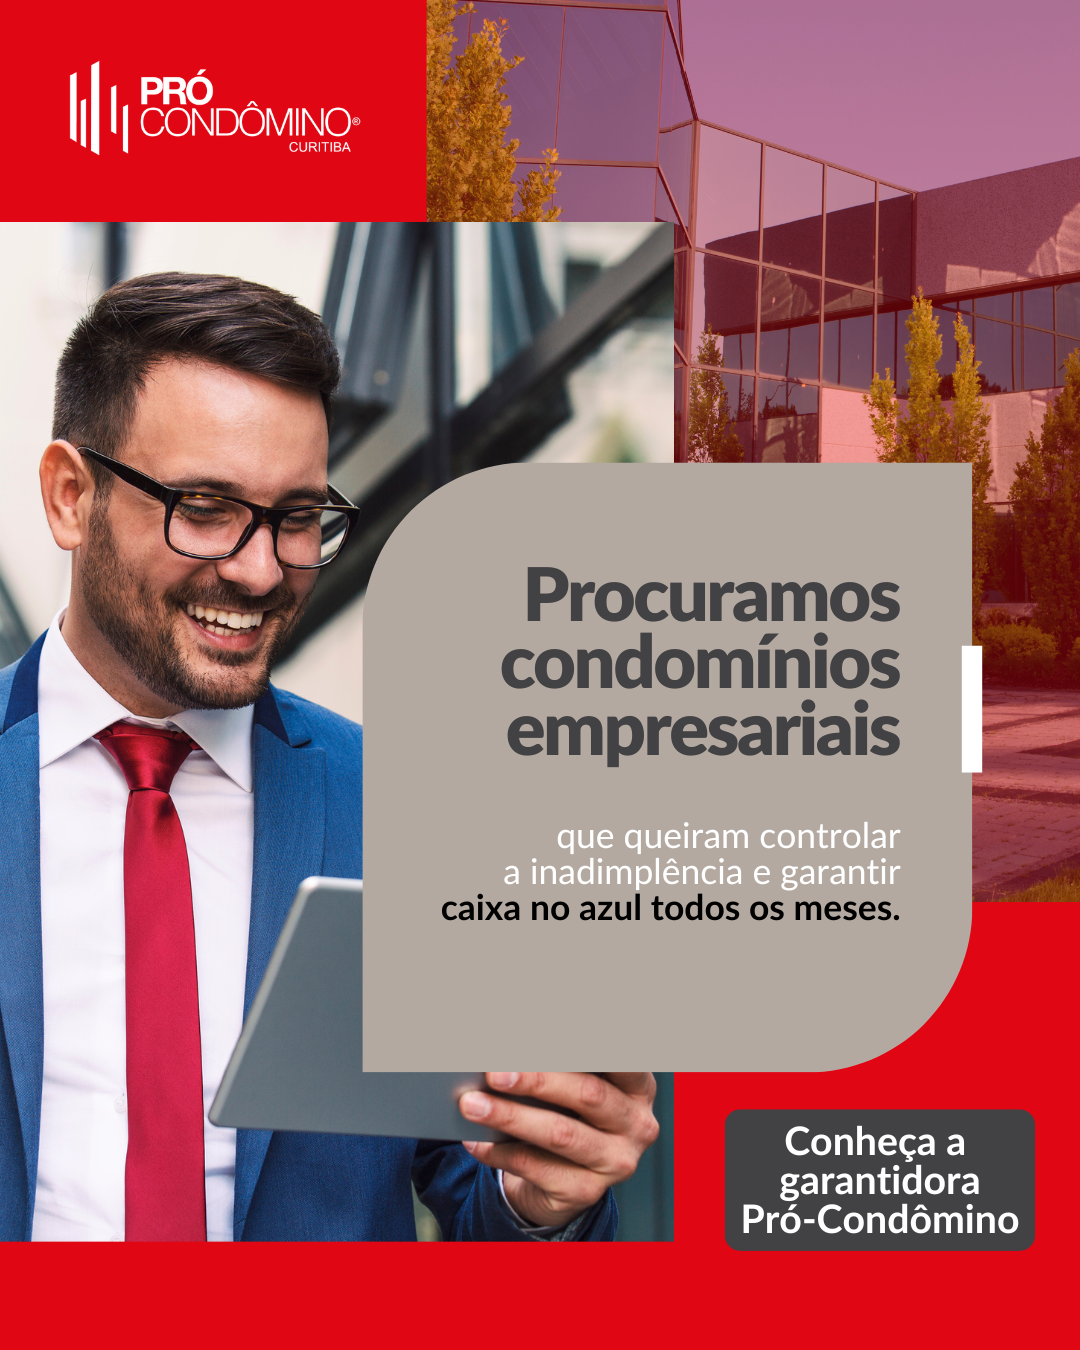 PRÓ
CONDÔMINO®
CURITIBA
Procuramos
condomínios
empresariais
que queiram controlar
a inadimplência e garantir
caixa no azul todos os meses.
Conheça a
garantidora
Pró-Condômino